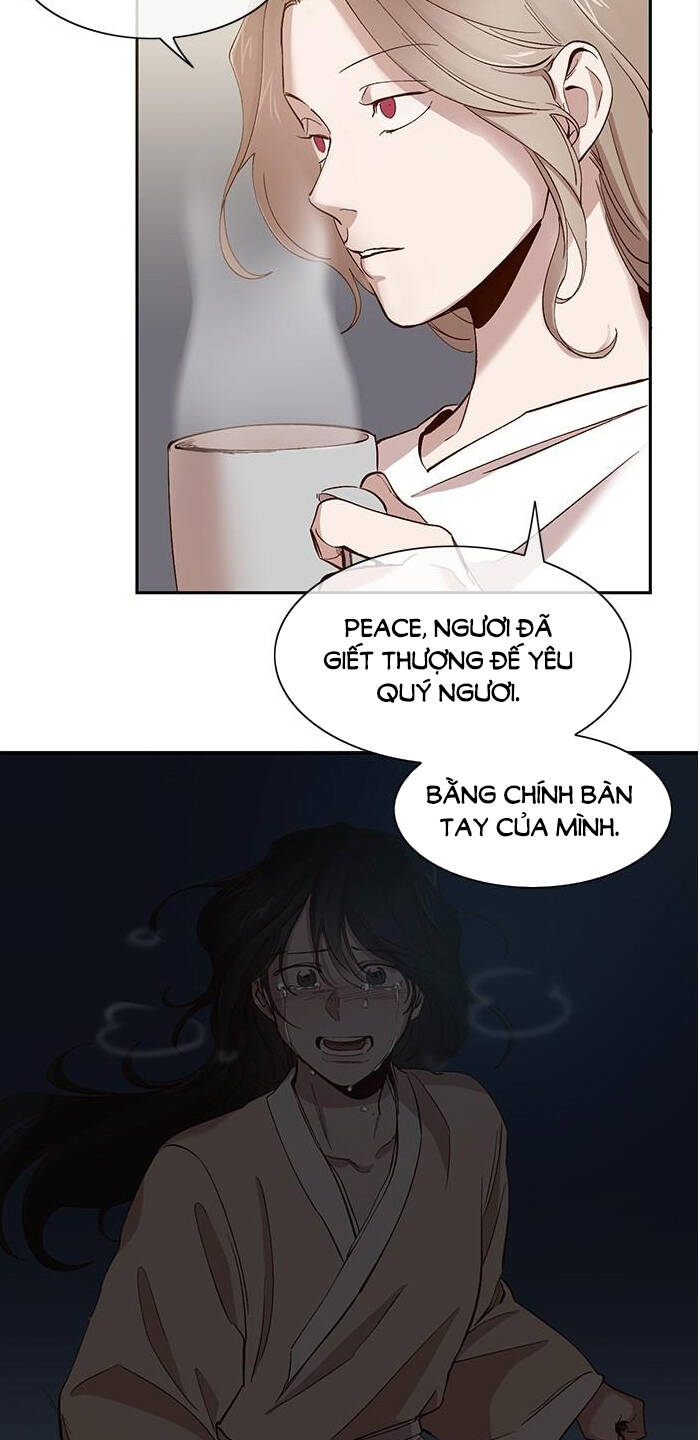 PEACE, NGƯƠI ĐÃ
GIẾT THƯỢNG ĐẾ YÊU
QUÝ NGƯƠI.
BẰNG CHÍNH BÀN
TAY CỦA MÌNH.